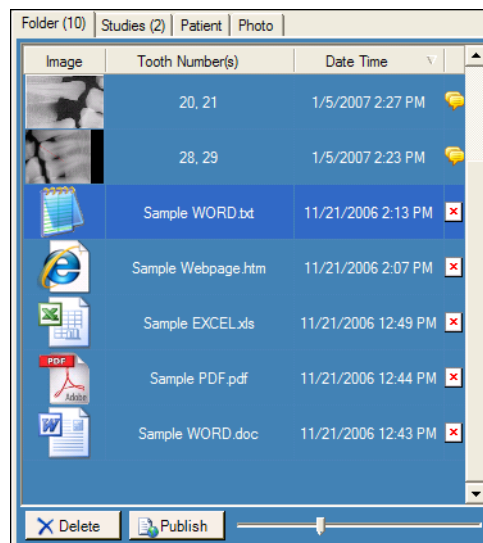 Folder (10) Studies (2) Patient Photo
Image Tooth Number(s) Date Time
20, 21 1/5/2007 2:27 PM
28, 29 1/5/2007 2:23 PM
Sample WORD.txt 11/21/2006 2:13 PM
Sample Webpage.htm 11/21/2006 2:07 PM
Sample EXCEL.xls 11/21/2006 12:49 PM
PDF
Adobe
Sample PDF.pdf 11/21/2006 12:44 PM
W
Sample WORD.doc 11/21/2006 12:43 PM
Delete Publish